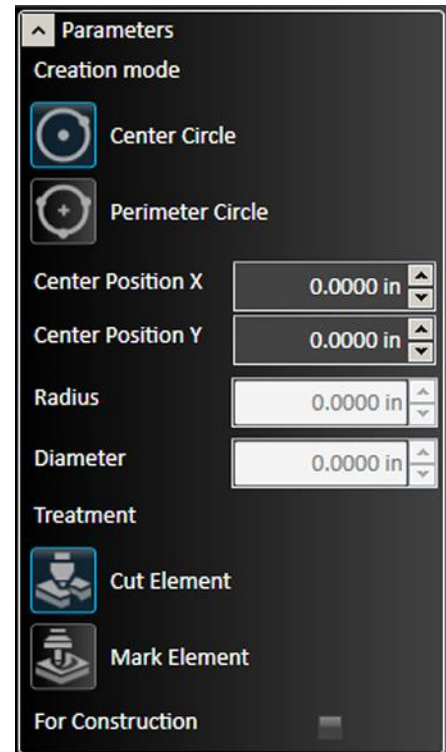 Parameters
Creation mode
Center Circle
Perimeter Circle
Center Position X 0.0000 in
Center Position Y 0.0000 in
Radius 0.0000 in
Diameter 0.0000 in
Treatment
Cut Element
Mark Element
For Construction